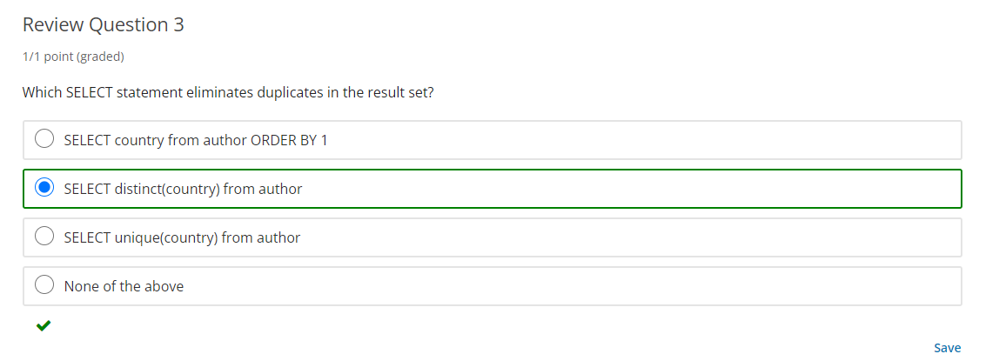 Review Question 3
1/1 point (graded)
Which SELECT statement eliminates duplicates in the result set?
SELECT country from author ORDER BY 1
SELECT distinct(country) from author
SELECT unique(country) from author
None of the above
Save